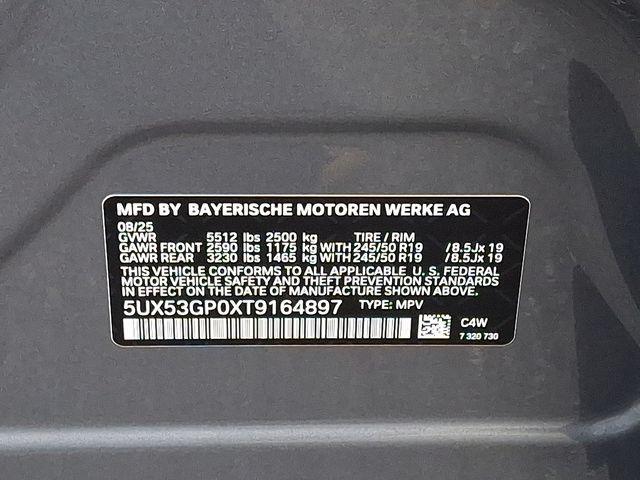 MFD BY BAYERISCHE MOTOREN WERKE AG
08/25
GVWR 5512 lbs 2500 kg TIRE / RIM
GAWR FRONT 2590 lbs 1175 kg WITH 245/50 R19 /8.5Jx 19
GAWR REAR 3230 lbs 1465 kg WITH 245/50 R19 /8.5Jx 19
THIS VEHICLE CONFORMS TO ALL APPLICABLE U. S. FEDERAL
MOTOR VEHICLE SAFETY AND THEFT PREVENTION STANDARDS
IN EFFECT ON THE DATE OF MANUFACTURE SHOWN ABOVE.
5UX53GP0XT9164897 TYPE: MPV
C4W
7 320 730